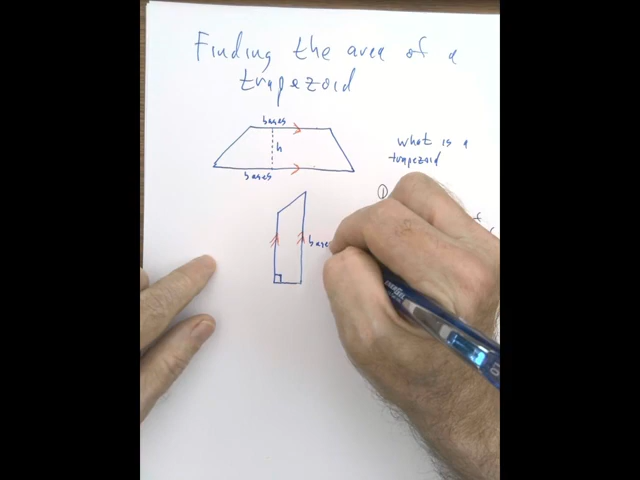 Finding the area of a
trapezoid
bases
h
bases
what is a
trapezoid
①
bases